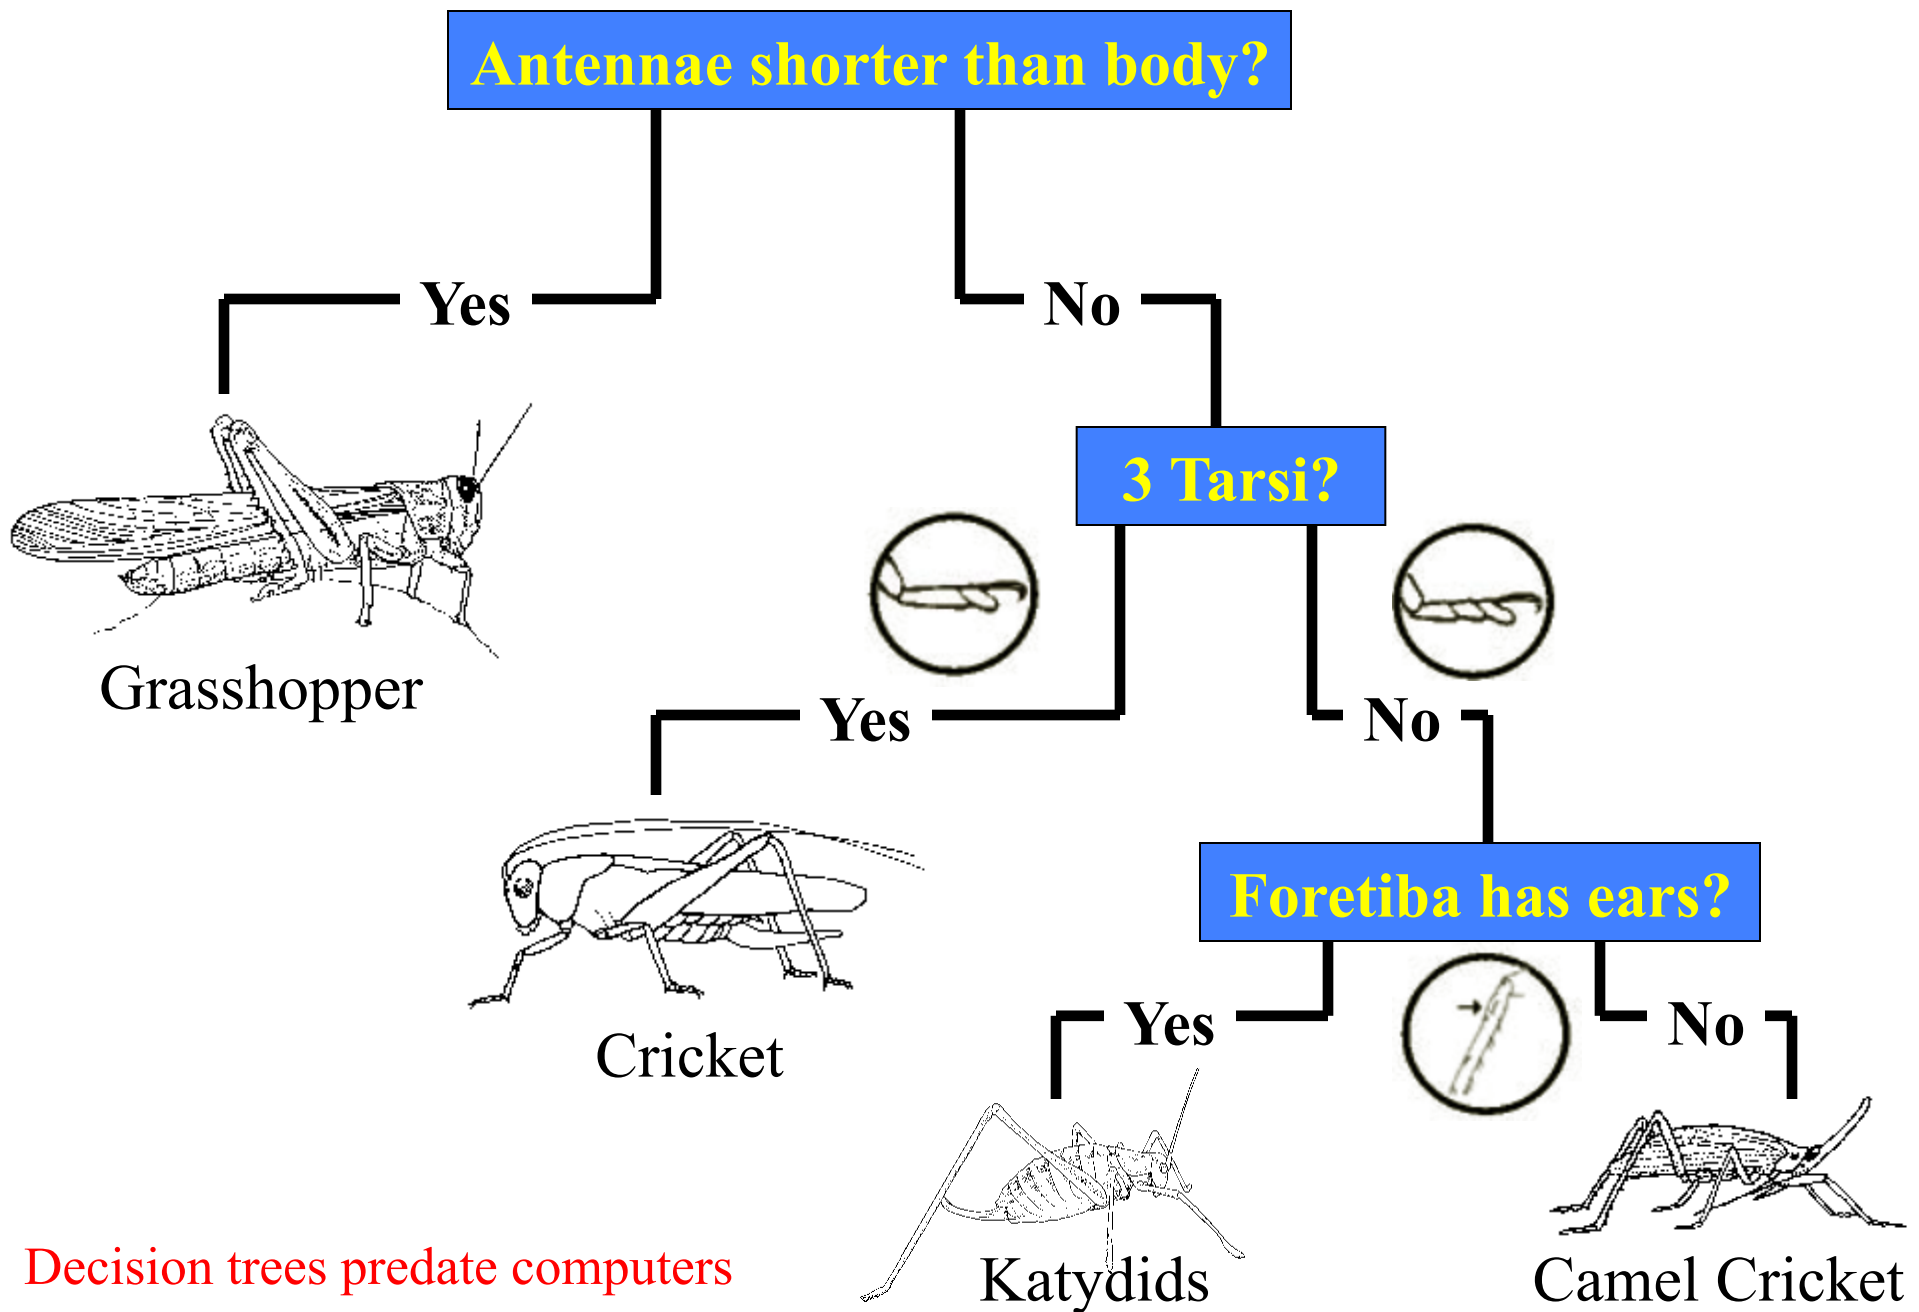 Antennae shorter than body?
Yes
No
Grasshopper
3 Tarsi?
Yes
No
Cricket
Foretiba has ears?
Yes
No
Katydids
Camel Cricket
Decision trees predate computers